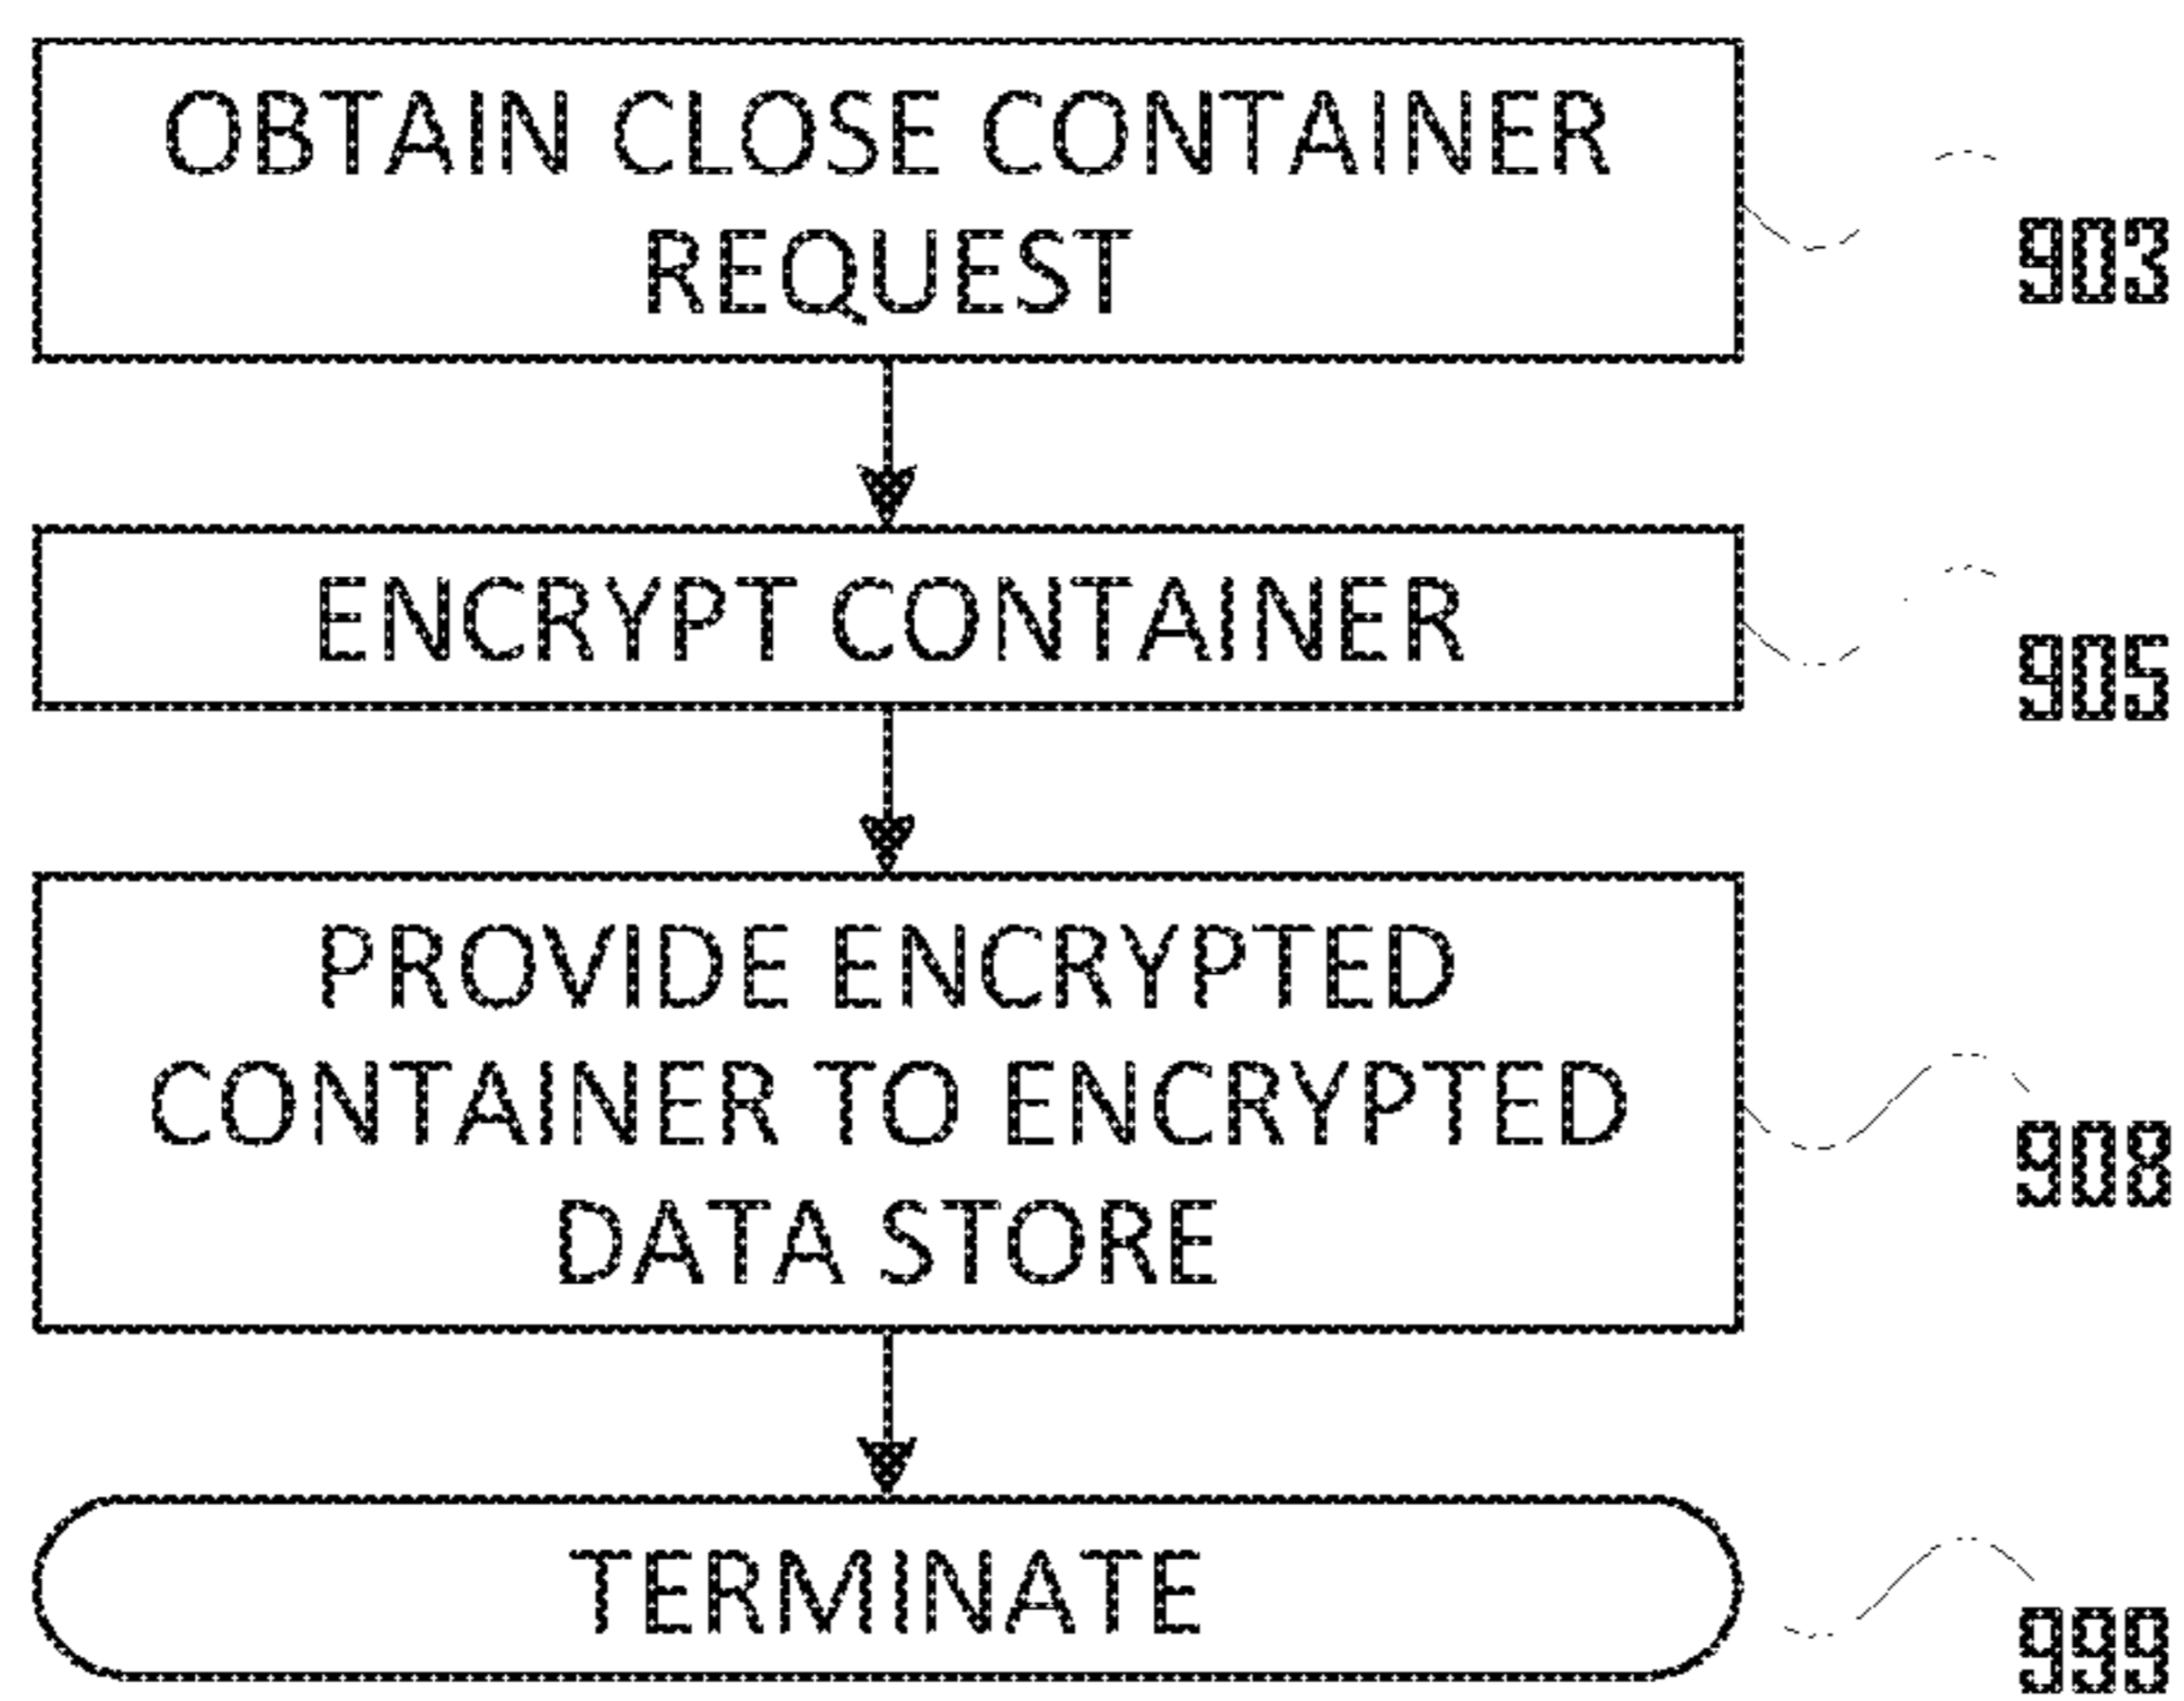 OBTAIN CLOSE CONTAINER
REQUEST
903
ENCRYPT CONTAINER
905
PROVIDE ENCRYPTED
CONTAINER TO ENCRYPTED
DATA STORE
908
TERMINATE
999